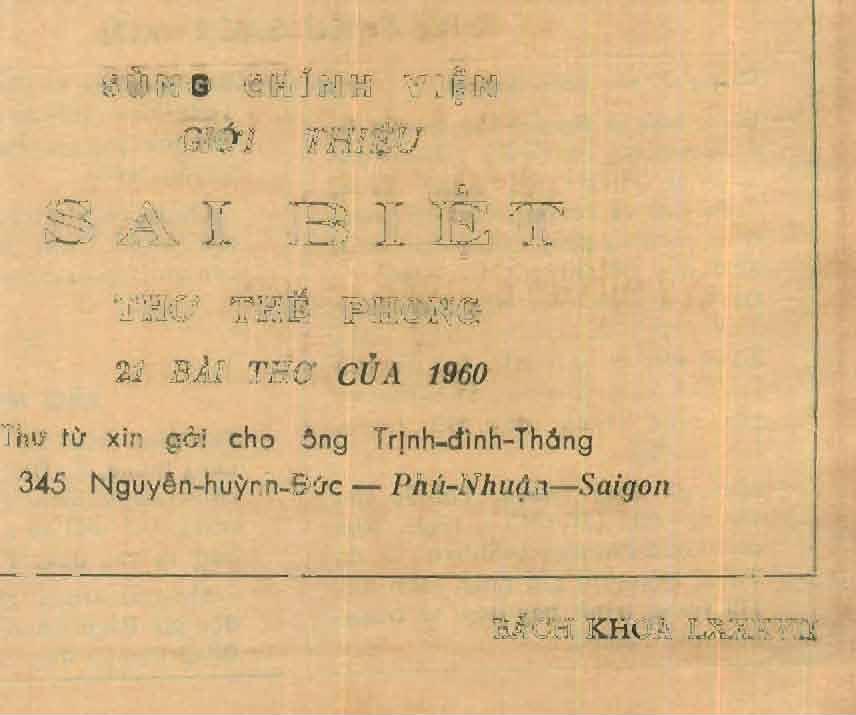 SÙNG CHÍNH VIỆN
GIỚI THIỆU
SAI BIỆT
THƠ THẾ PHONG
21 BÀI THƠ CỦA 1960
Thư từ xin gởi cho ông Trịnh-đình-Thắng
345 Nguyễn-huỳnh-Đức — Phú-Nhuận—Saigon
BÁCH KHOA